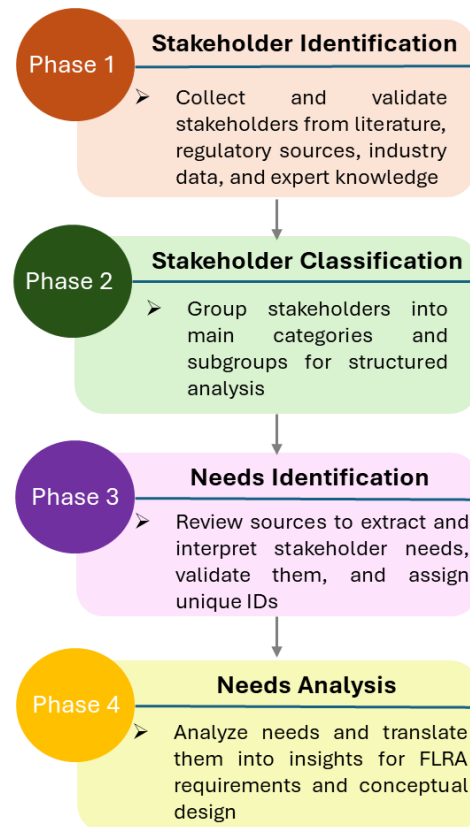 Stakeholder Identification
Phase 1
➢ Collect and validate
stakeholders from literature,
regulatory sources, industry
data, and expert knowledge
Stakeholder Classification
Phase 2
➢ Group stakeholders into
main categories and
subgroups for structured
analysis
Needs Identification
Phase 3
➢ Review sources to extract and
interpret stakeholder needs,
validate them, and assign
unique IDs
Needs Analysis
Phase 4
➢ Analyze needs and translate
them into insights for FLRA
requirements and conceptual
design